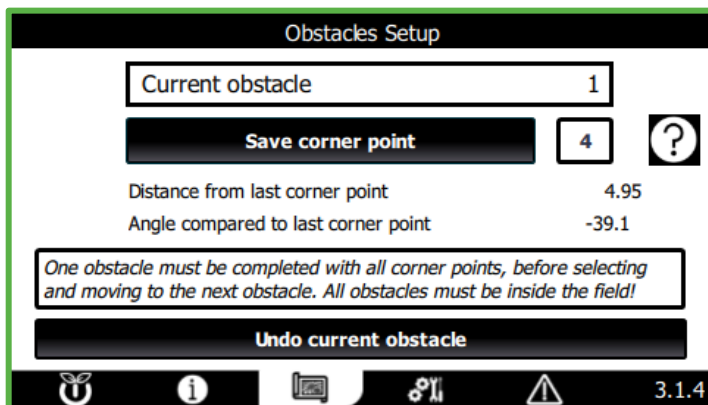 Obstacles Setup
Current obstacle 1
Save corner point 4 ?
Distance from last corner point 4.95
Angle compared to last corner point -39.1
One obstacle must be completed with all corner points, before selecting
and moving to the next obstacle. All obstacles must be inside the field!
Undo current obstacle
3.1.4